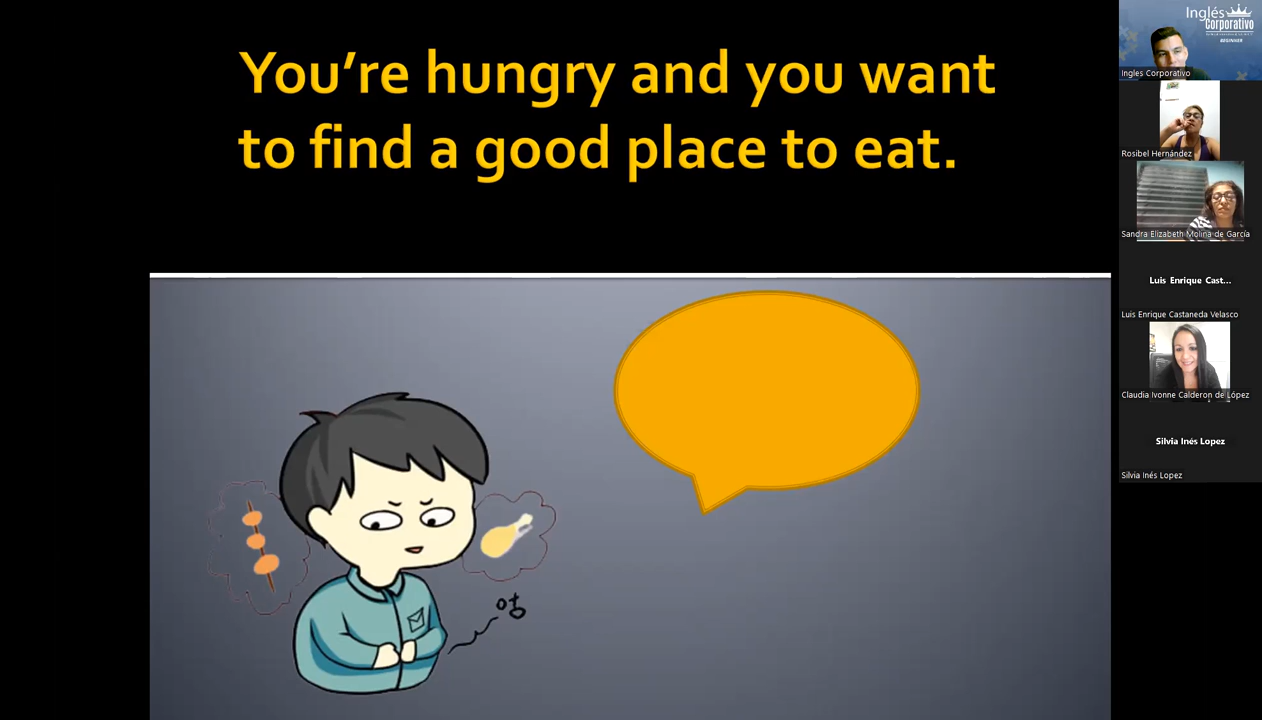 You're hungry and you want
to find a good place to eat.
Inglés
Corporativo
BEGINNER
Ingles Corporativo
Rosibel Hernández
Sandra Elizabeth Molina de García
Luis Enrique Cast...
Luis Enrique Castaneda Velasco
Claudia Ivonne Calderon de López
Silvia Inés Lopez
Silvia Inés Lopez